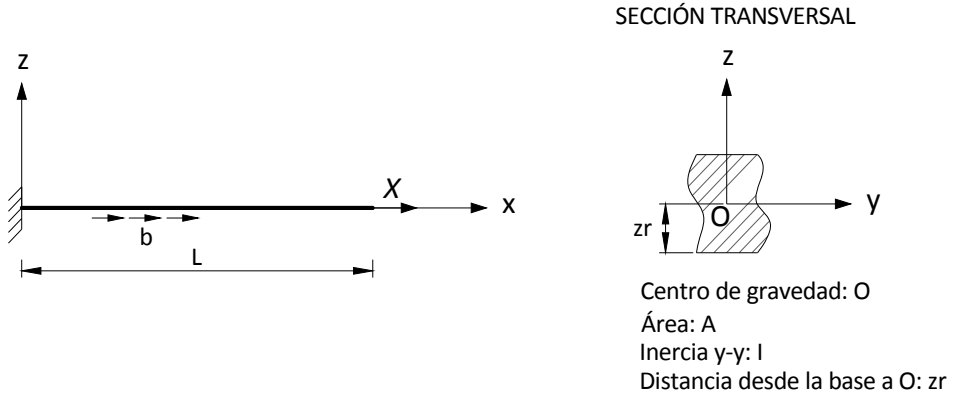 SECCIÓN TRANSVERSAL
z
X
x
b
L
z
y
O
zr
Centro de gravedad: O
Área: A
Inercia y-y: I
Distancia desde la base a O: zr